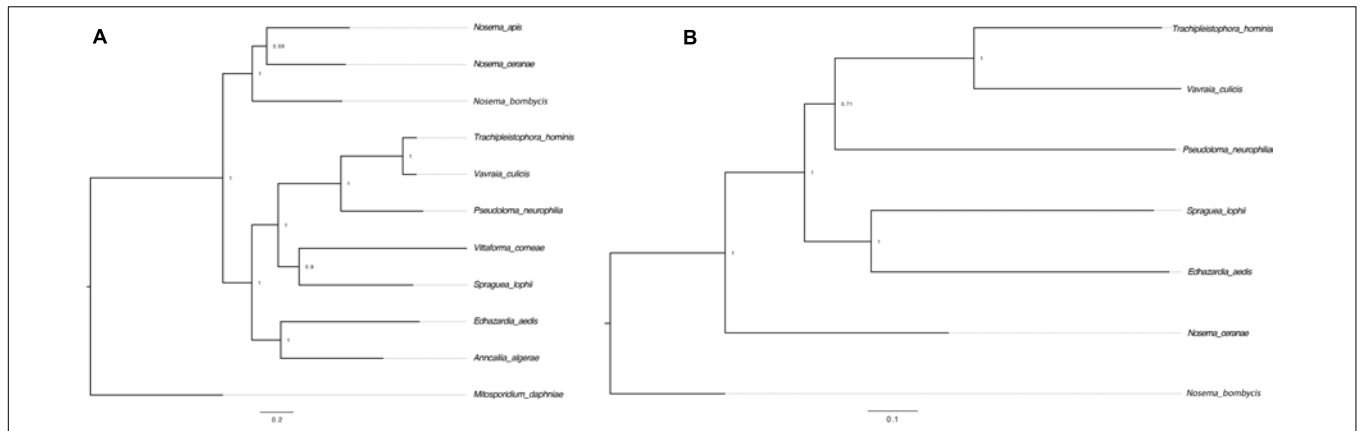 A
Nosema_apis
0.59
Nosema_ceranae
1
Nosema_bombycis
1
Trachipleistophora_hominis
1
Vavraia_culicis
1
Pseudoloma_neurophilia
1
Vittaforma_corneae
0.9
Spraguea_lophii
1
Edhazardia_aedis
1
Anncaliia_algerae
Mitosporidium_daphniae
0.2
B
Trachipleistophora_hominis
1
Vavraia_culicis
0.71
Pseudoloma_neurophilia
1
Spraguea_lophii
1
Edhazardia_aedis
1
Nosema_ceranae
Nosema_bombycis
0.1